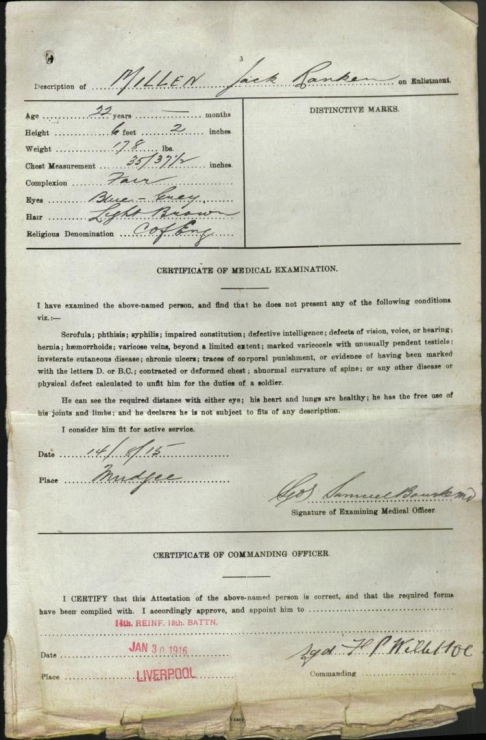 3
Description of MILLEN Jack Ranken on Enlistment.
Age 22 years — months
Height 6 feet 2 inches
Weight 178 lbs.
Chest Measurement 35/37½ inches
Complexion Fair
Eyes Blue-Grey
Hair Light Brown
Religious Denomination C of Eng
DISTINCTIVE MARKS.
CERTIFICATE OF MEDICAL EXAMINATION.
I have examined the above-named person, and find that he does not present any of the following conditions
viz.:—
Scrofula; phthisis; syphilis; impaired constitution; defective intelligence; defects of vision, voice, or hearing;
hernia; hæmorrhoids; varicose veins, beyond a limited extent; marked varicocele with unusually pendent testicle;
inveterate cutaneous disease; chronic ulcers; traces of corporal punishment, or evidence of having been marked
with the letters D. or B.C.; contracted or deformed chest; abnormal curvature of spine; or any other disease or
physical defect calculated to unfit him for the duties of a soldier.
He can see the required distance with either eye; his heart and lungs are healthy; he has the free use of
his joints and limbs; and he declares he is not subject to fits of any description.
I consider him fit for active service.
Date 14/8/15
Place Mudgee
Samuel
Signature of Examining Medical Officer.
CERTIFICATE OF COMMANDING OFFICER.
I CERTIFY that this Attestation of the above-named person is correct, and that the required forms
have been complied with. I accordingly approve, and appoint him to
REINF. BATTN.
Date JAN 30 1916
Place LIVERPOOL
Commanding